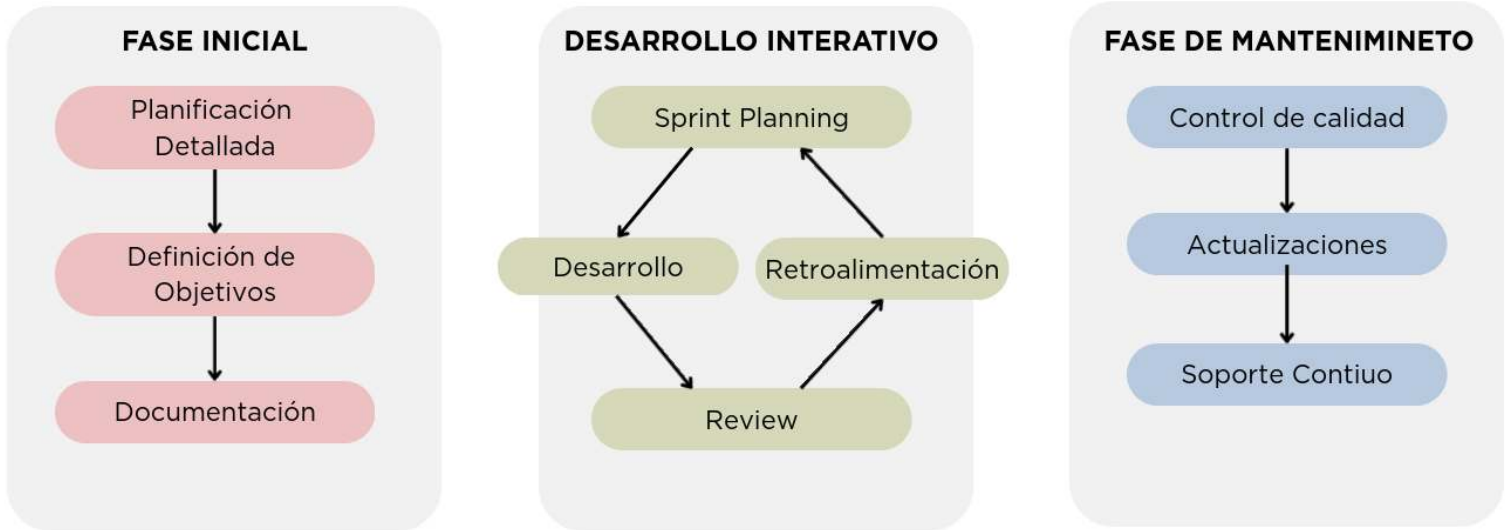 FASE INICIAL
Planificación
Detallada
Definición de
Objetivos
Documentación
DESARROLLO INTERATIVO
Sprint Planning
Desarrollo
Retroalimentación
Review
FASE DE MANTENIMINETO
Control de calidad
Actualizaciones
Soporte Contiuo